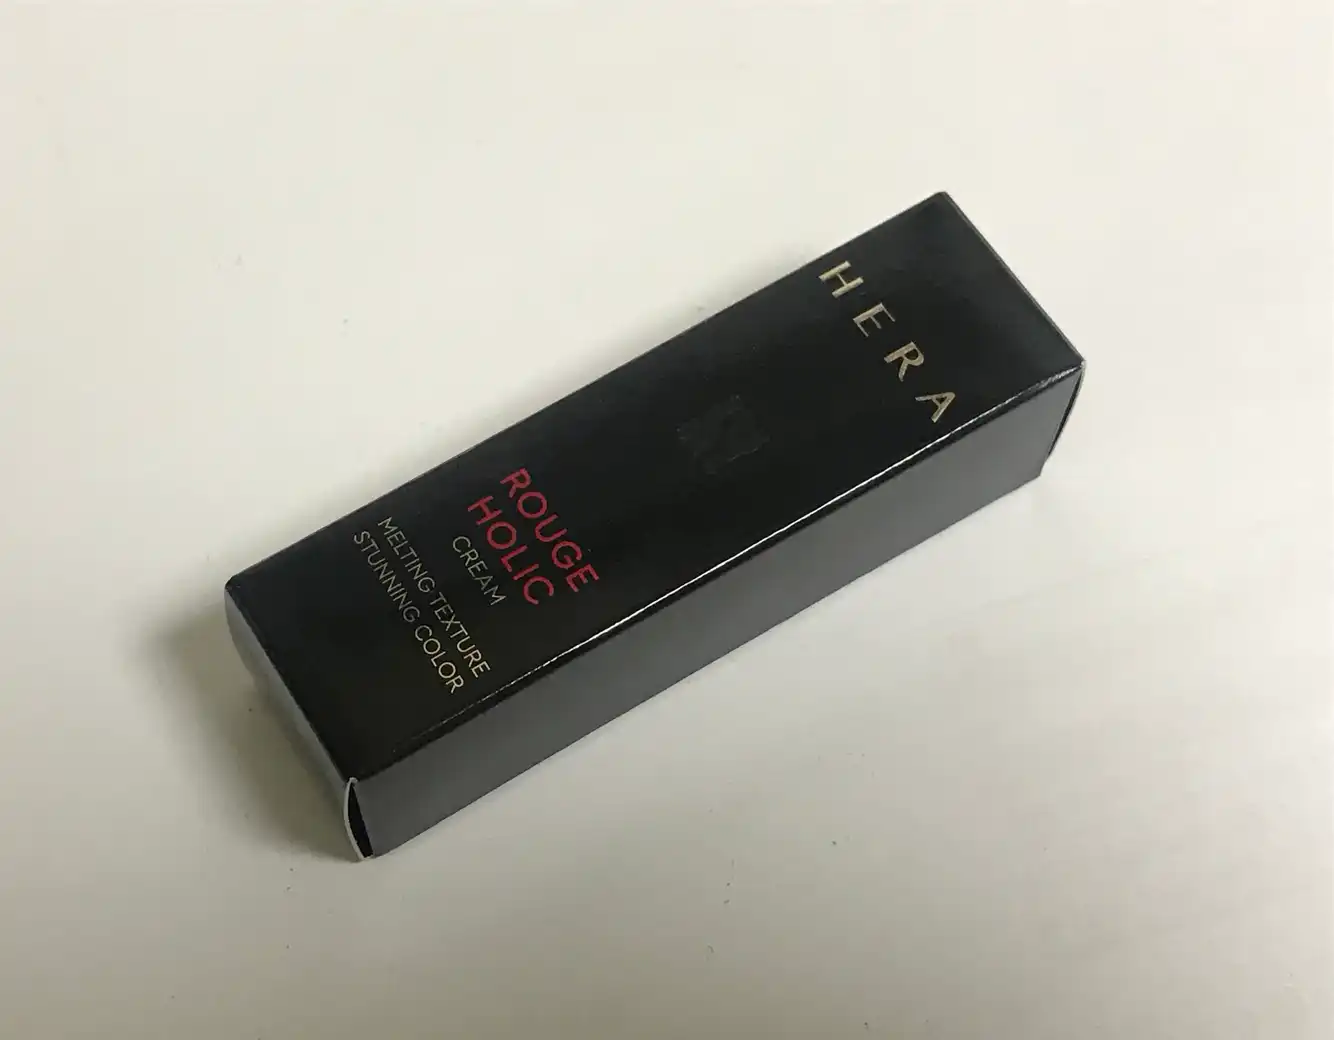 HERA
ROUGE
HOLIC
CREAM
MELTING TEXTURE
STUNNING COLOR